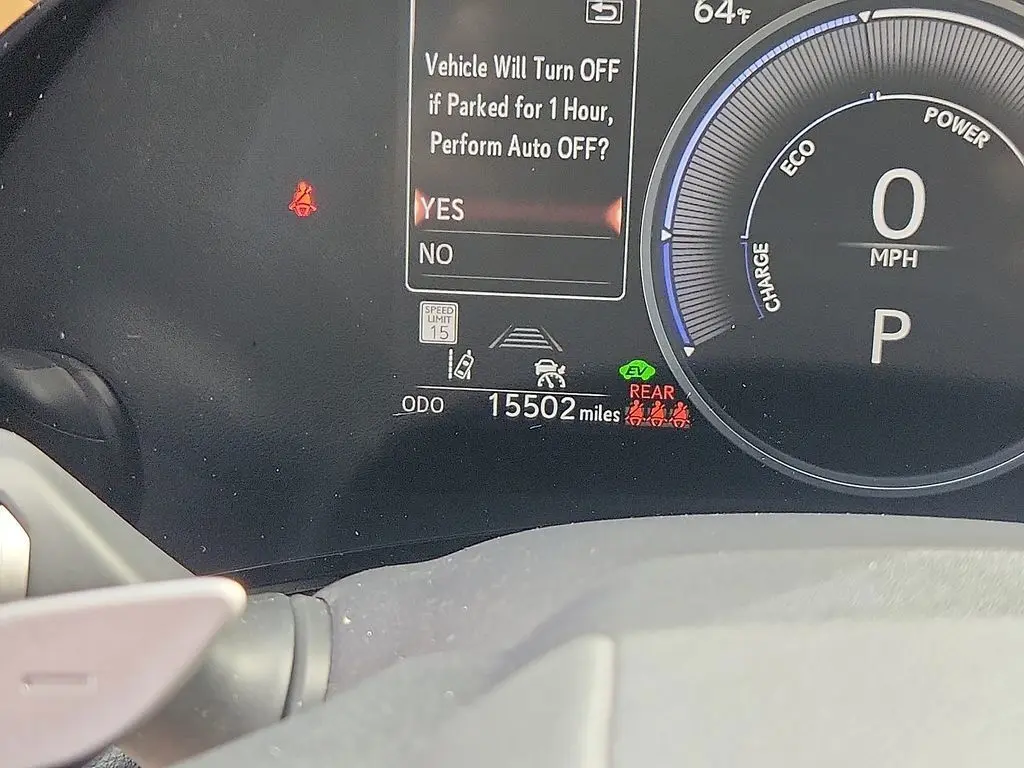 64°F
Vehicle Will Turn OFF
if Parked for 1 Hour,
Perform Auto OFF?
YES
NO
POWER
ECO
CHARGE
0
MPH
P
SPEED
LIMIT
15
EV
REAR
ODO 15502 miles